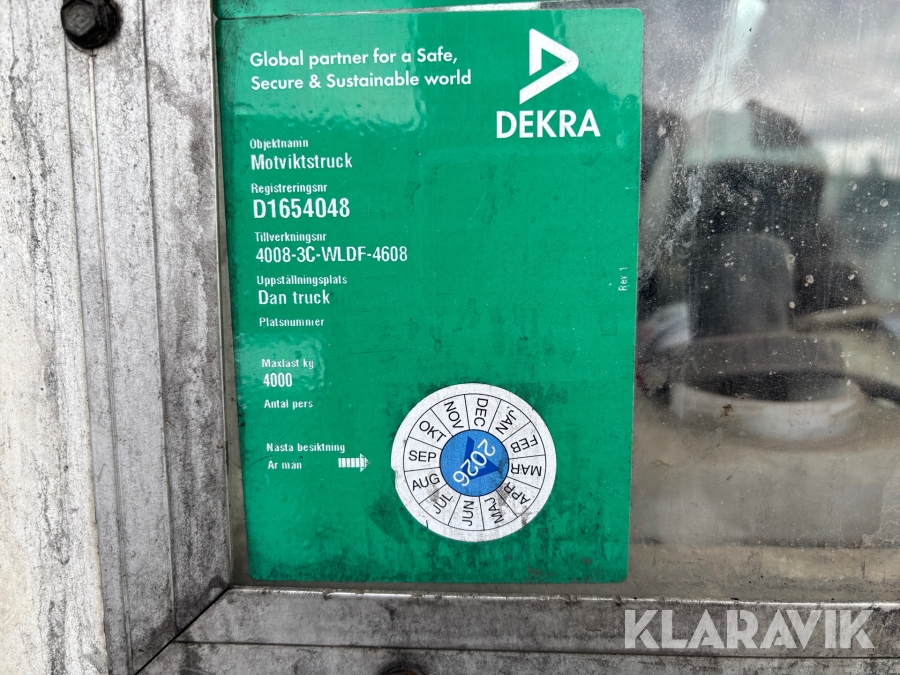 Global partner for a Safe,
Secure & Sustainable world
DEKRA
Objektnamn
Motviktstruck
Registreringsnr
D1654048
Tillverkningsnr
4008-3C-WLDF-4608
Uppställningsplats
Dan truck
Platsnummer
Maxlast kg
4000
Antal pers
Nästa besiktning
År mån
JAN
FEB
MAR
APR
MAJ
JUN
JUL
AUG
SEP
OKT
NOV
DEC
2026
Rev 1
KLARAVIK